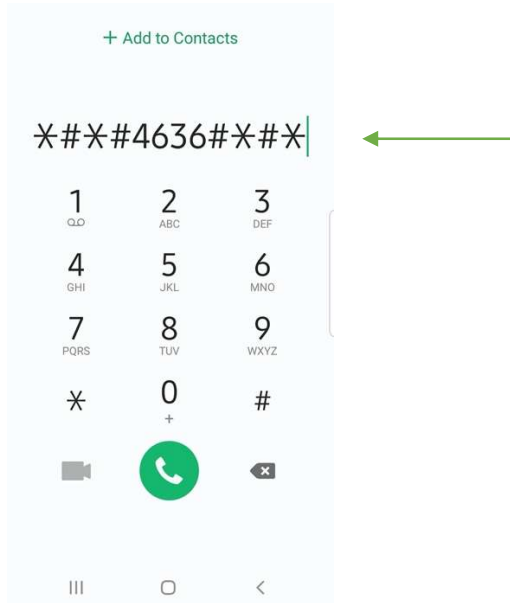 + Add to Contacts
*#*#4636#*#*
1 2 3
ABC DEF
4 5 6
GHI JKL MNO
7 8 9
PQRS TUV WXYZ
* 0 #
+